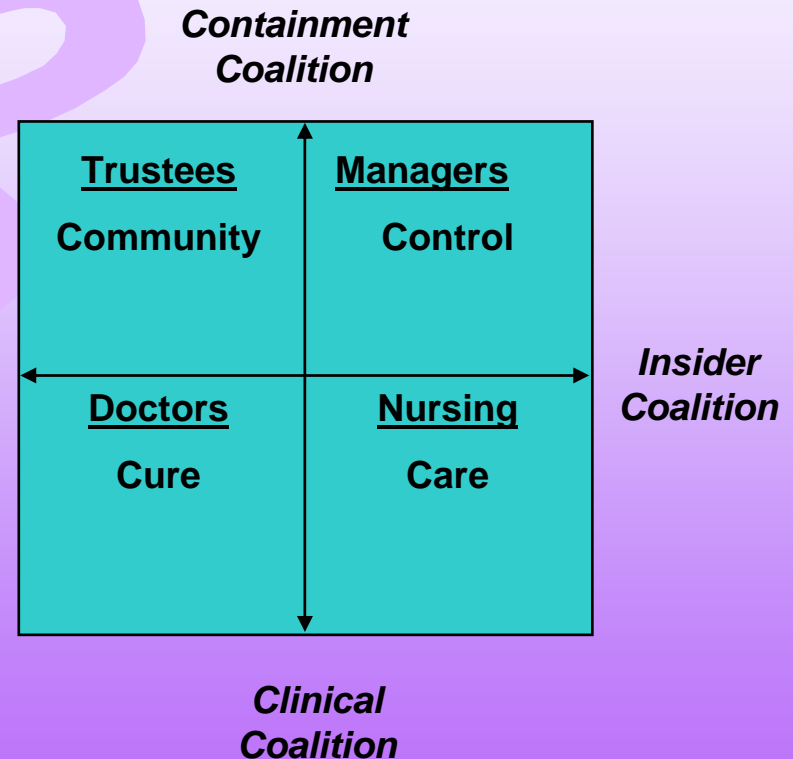 Containment
Coalition
Trustees
Managers
Community
Control
Insider
Coalition
Doctors
Nursing
Cure
Care
Clinical
Coalition